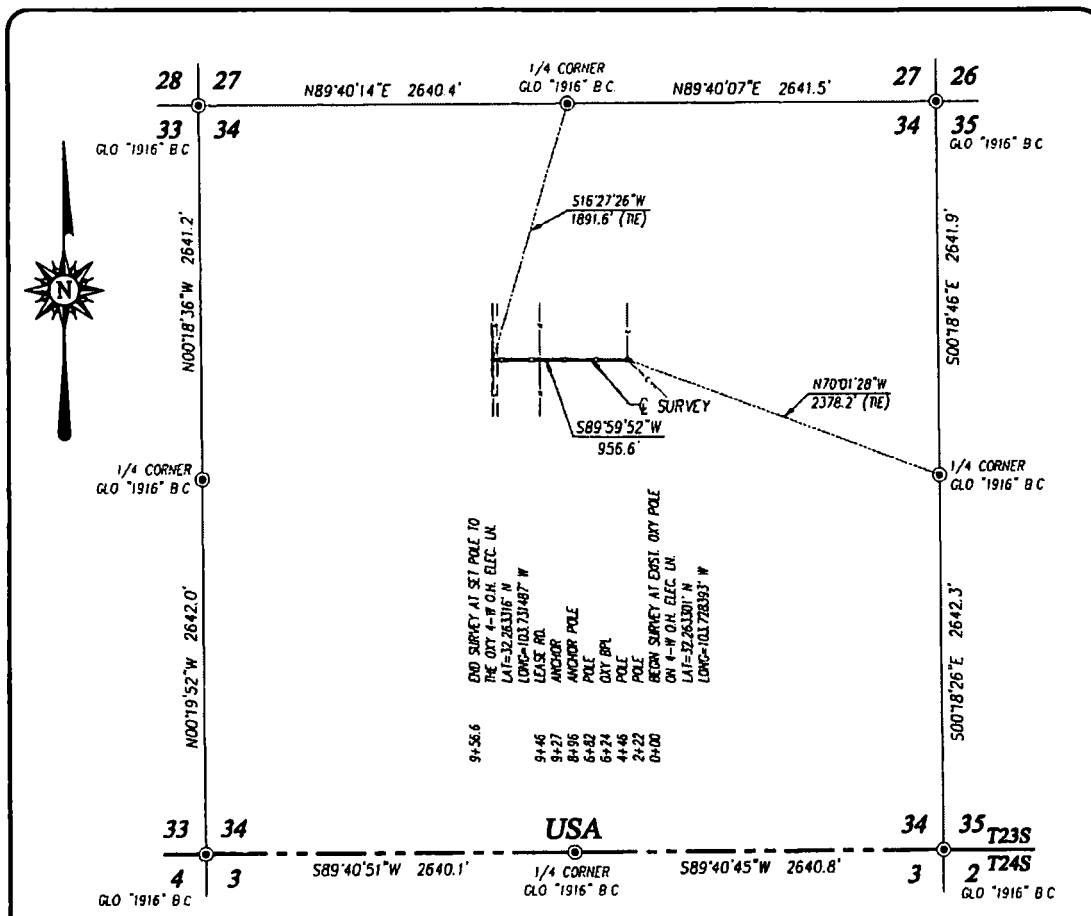 28 27
N89°40'14"E 2640.4'
1/4 CORNER
GLO "1916" B.C.
N89°40'07"E 2641.5'
27 26
33 34
GLO "1916" B C
34 35
GLO "1916" B C
N00°18'36"W 2641.2'
S16°27'26"W
1891.6' (TIE)
S00°18'46"E 2641.9'
N
N70°01'28"W
2378.2' (TIE)
℄ SURVEY
S89°59'52"W
956.6'
1/4 CORNER
GLO "1916" B C
1/4 CORNER
GLO "1916" B C
9+56.6 END SURVEY AT SET POLE TO
THE OXY 4-W O.H. ELEC. LN.
LAT=32.263316° N
LONG=103.731487° W
9+46 LEASE RD.
9+27 ANCHOR
8+96 ANCHOR POLE
6+82 POLE
6+24 OXY BPL
4+46 POLE
2+22 POLE
0+00 BEGIN SURVEY AT EXIST. OXY POLE
ON 4-W O.H. ELEC. LN.
LAT=32.263301° N
LONG=103.728393° W
N00°19'52"W 2642.0'
S00°18'26"E 2642.3'
33 34
USA
34 35 T23S
4 3
S89°40'51"W 2640.1'
1/4 CORNER
GLO "1916" B C
S89°40'45"W 2640.8'
3 2 T24S
GLO "1916" B C
GLO "1916" B C